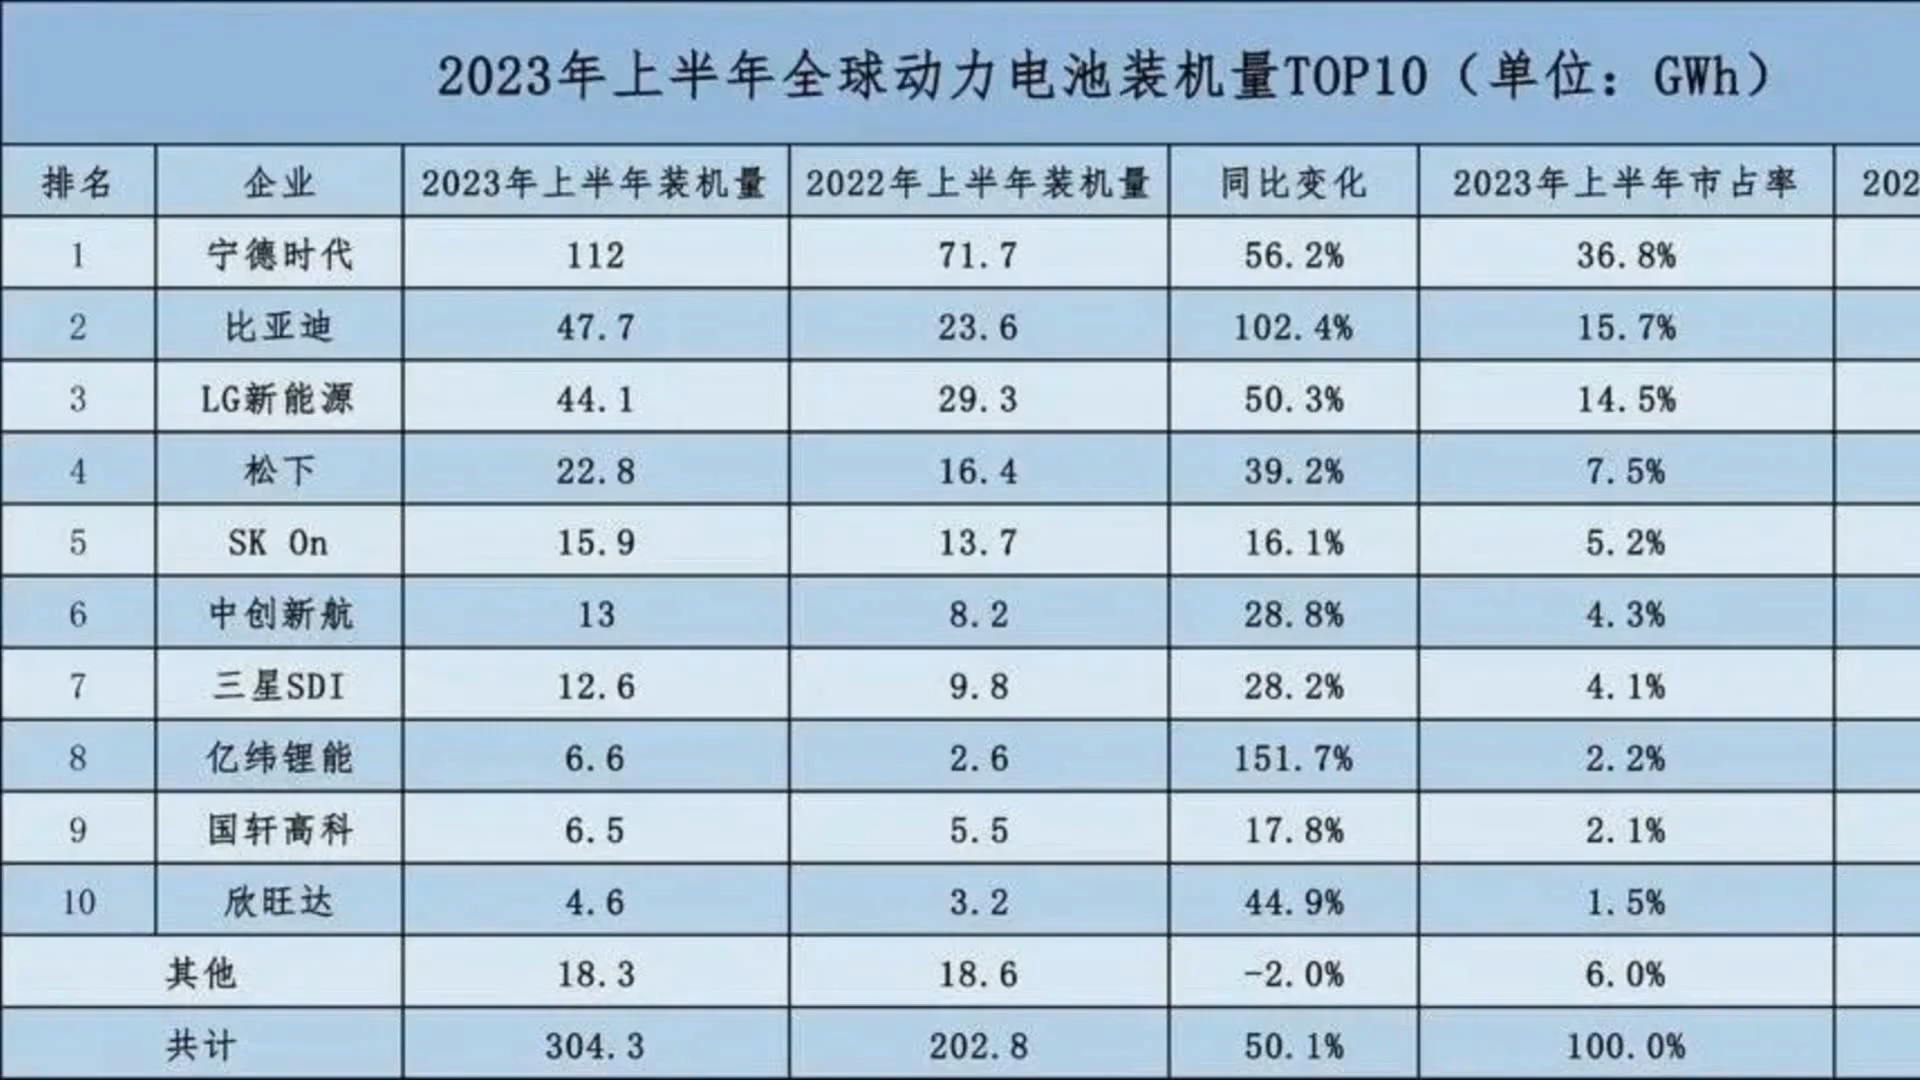 2023年上半年全球动力电池装机量TOP10（单位：GWh）
排名 企业 2023年上半年装机量 2022年上半年装机量 同比变化 2023年上半年市占率 202
1 宁德时代 112 71.7 56.2% 36.8%
2 比亚迪 47.7 23.6 102.4% 15.7%
3 LG新能源 44.1 29.3 50.3% 14.5%
4 松下 22.8 16.4 39.2% 7.5%
5 SK On 15.9 13.7 16.1% 5.2%
6 中创新航 13 8.2 28.8% 4.3%
7 三星SDI 12.6 9.8 28.2% 4.1%
8 亿纬锂能 6.6 2.6 151.7% 2.2%
9 国轩高科 6.5 5.5 17.8% 2.1%
10 欣旺达 4.6 3.2 44.9% 1.5%
其他 18.3 18.6 -2.0% 6.0%
共计 304.3 202.8 50.1% 100.0%